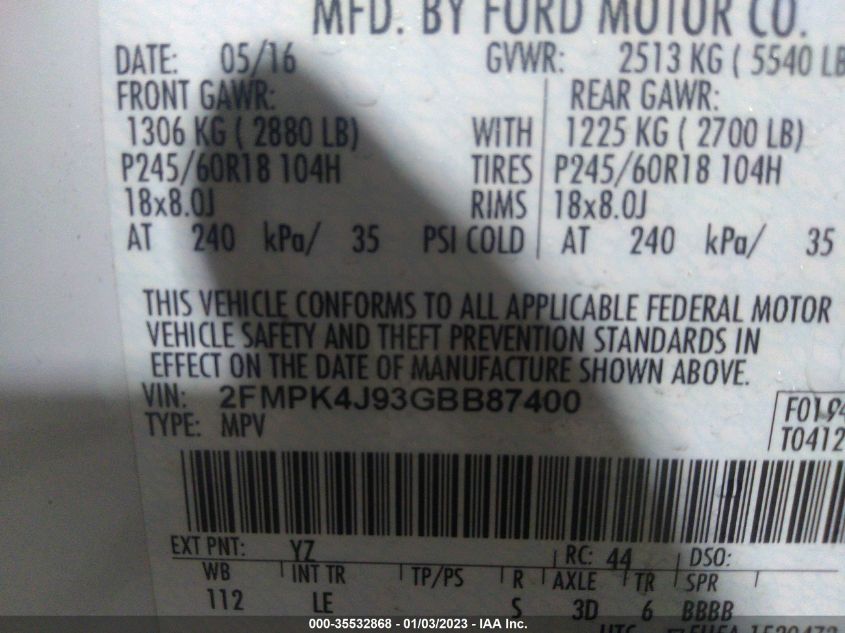 MFD. BY FORD MOTOR CO.
DATE: 05/16 GVWR: 2513 KG ( 5540 LB
FRONT GAWR: REAR GAWR:
1306 KG ( 2880 LB) WITH 1225 KG ( 2700 LB)
P245/60R18 104H TIRES P245/60R18 104H
18x8.0J RIMS 18x8.0J
AT 240 kPa/ 35 PSI COLD AT 240 kPa/ 35
THIS VEHICLE CONFORMS TO ALL APPLICABLE FEDERAL MOTOR
VEHICLE SAFETY AND THEFT PREVENTION STANDARDS IN
EFFECT ON THE DATE OF MANUFACTURE SHOWN ABOVE.
VIN: 2FMPK4J93GBB87400
TYPE: MPV
F0194
T0412
EXT PNT: YZ RC: 44 DSO:
WB INT TR TP/PS R AXLE TR SPR
112 LE S 3D 6 BBBB
000-35532868 - 01/03/2023 - IAA Inc.